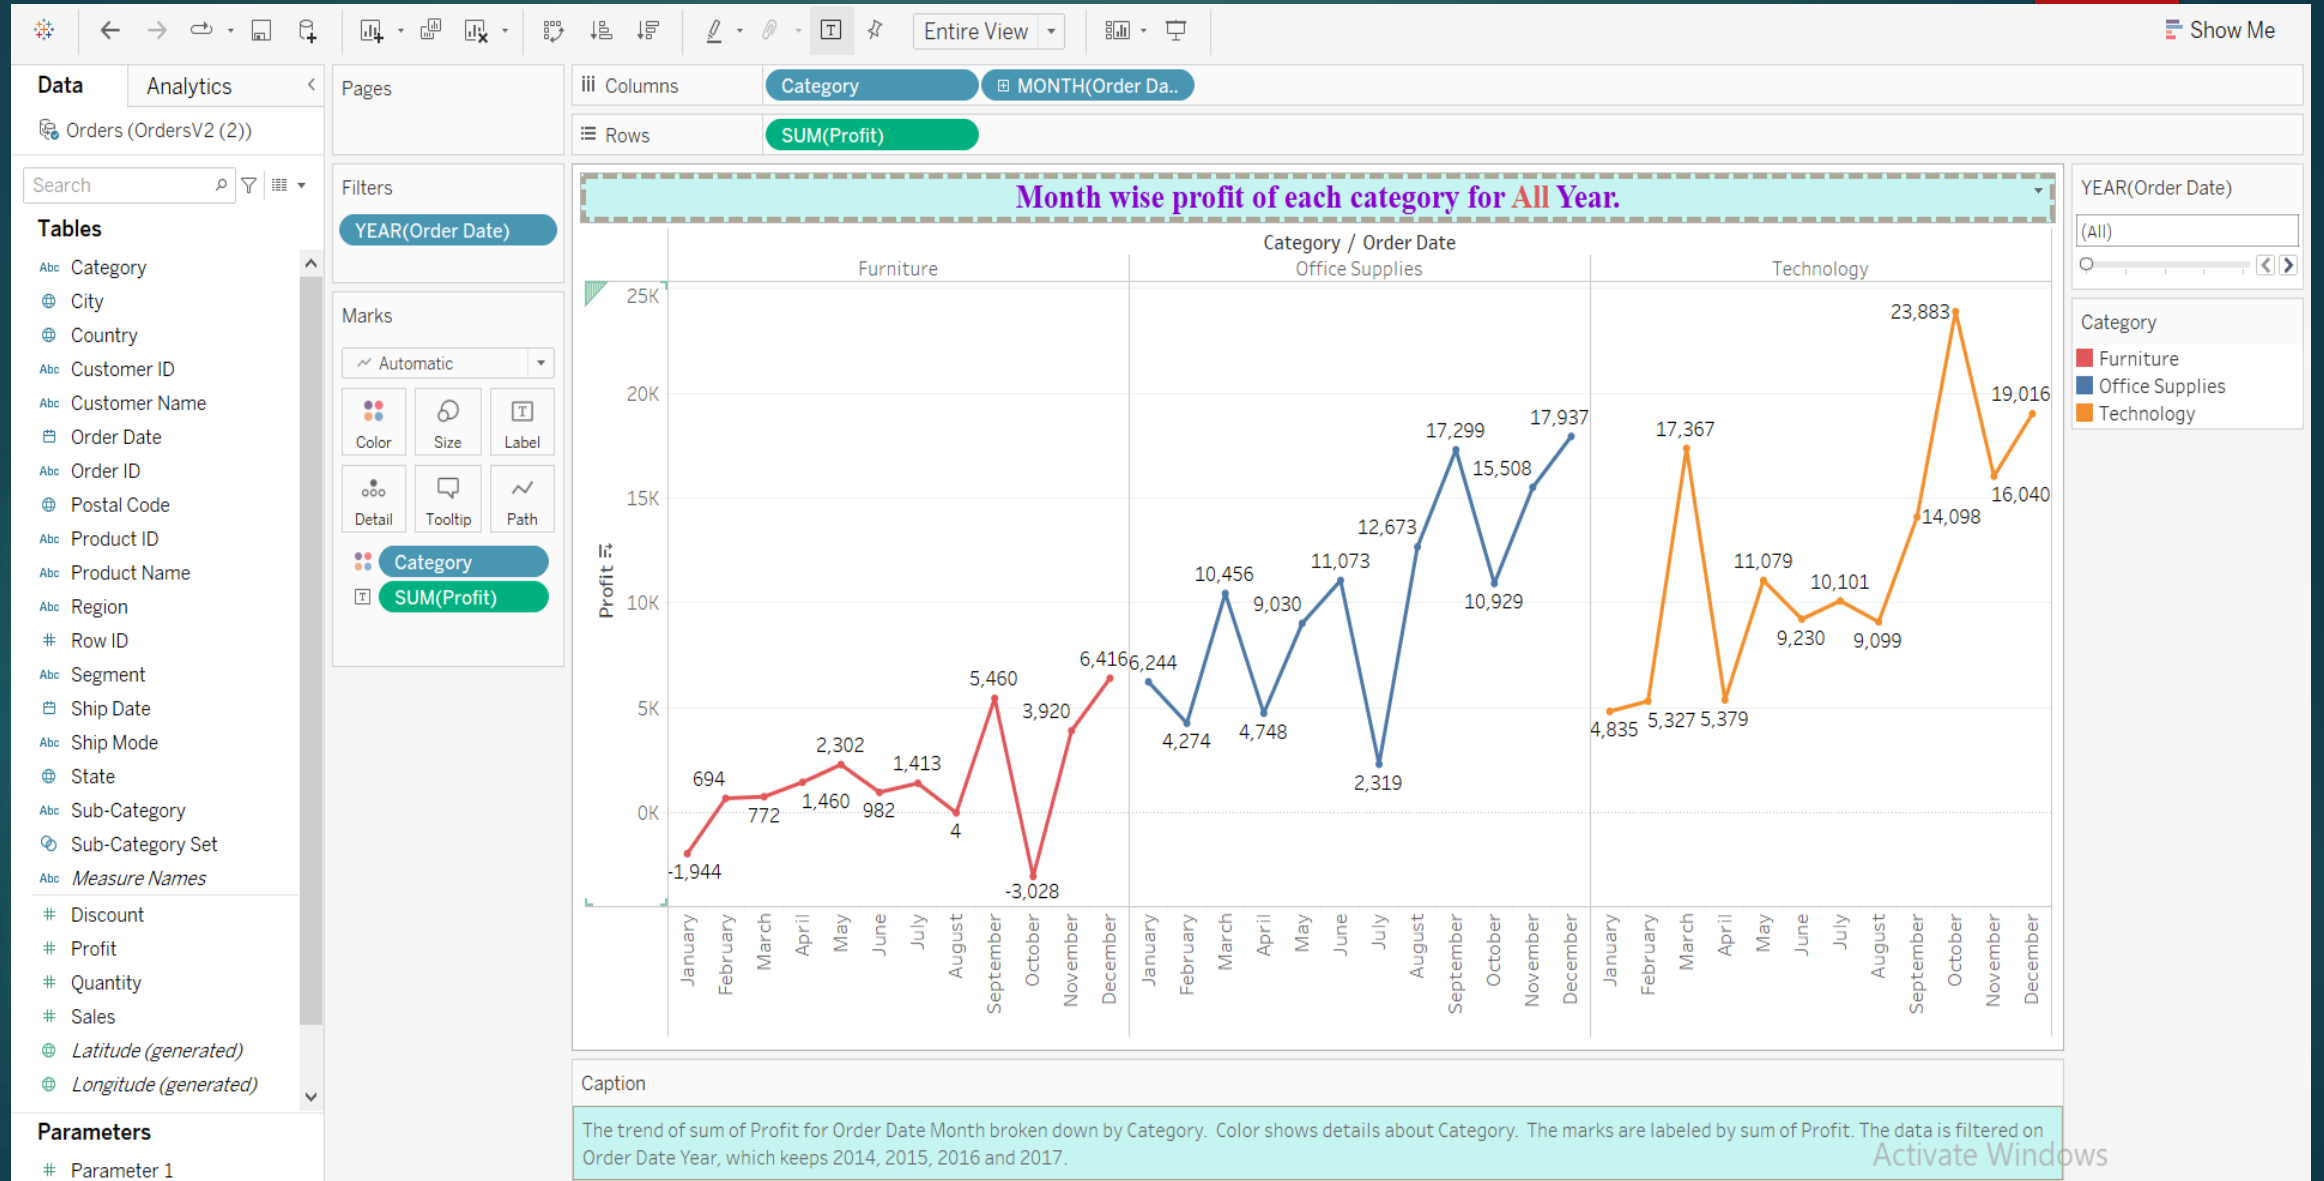 Entire View
Show Me
Data
Analytics
Orders (OrdersV2 (2))
Search
Tables
Abc Category
City
Country
Abc Customer ID
Abc Customer Name
Order Date
Abc Order ID
Postal Code
Abc Product ID
Abc Product Name
Abc Region
# Row ID
Abc Segment
Ship Date
Abc Ship Mode
State
Abc Sub-Category
Sub-Category Set
Abc Measure Names
# Discount
# Profit
# Quantity
# Sales
Latitude (generated)
Longitude (generated)
Parameters
# Parameter 1
Pages
Filters
YEAR(Order Date)
Marks
Automatic
Color Size Label
Detail Tooltip Path
Category
SUM(Profit)
Columns Category MONTH(Order Da..
Rows SUM(Profit)
Month wise profit of each category for All Year.
Category / Order Date
Furniture Office Supplies Technology
Profit
25K
20K
15K
10K
5K
0K
-1,944
694
772
1,460
2,302
982
1,413
4
5,460
-3,028
3,920
6,416
6,244
4,274
10,456
4,748
9,030
11,073
2,319
12,673
17,299
10,929
15,508
17,937
4,835
5,327
17,367
5,379
11,079
9,230
10,101
9,099
14,098
23,883
16,040
19,016
January February March April May June July August September October November December
January February March April May June July August September October November December
January February March April May June July August September October November December
YEAR(Order Date)
(All)
Category
Furniture
Office Supplies
Technology
Caption
The trend of sum of Profit for Order Date Month broken down by Category. Color shows details about Category. The marks are labeled by sum of Profit. The data is filtered on
Order Date Year, which keeps 2014, 2015, 2016 and 2017.
Activate Windows